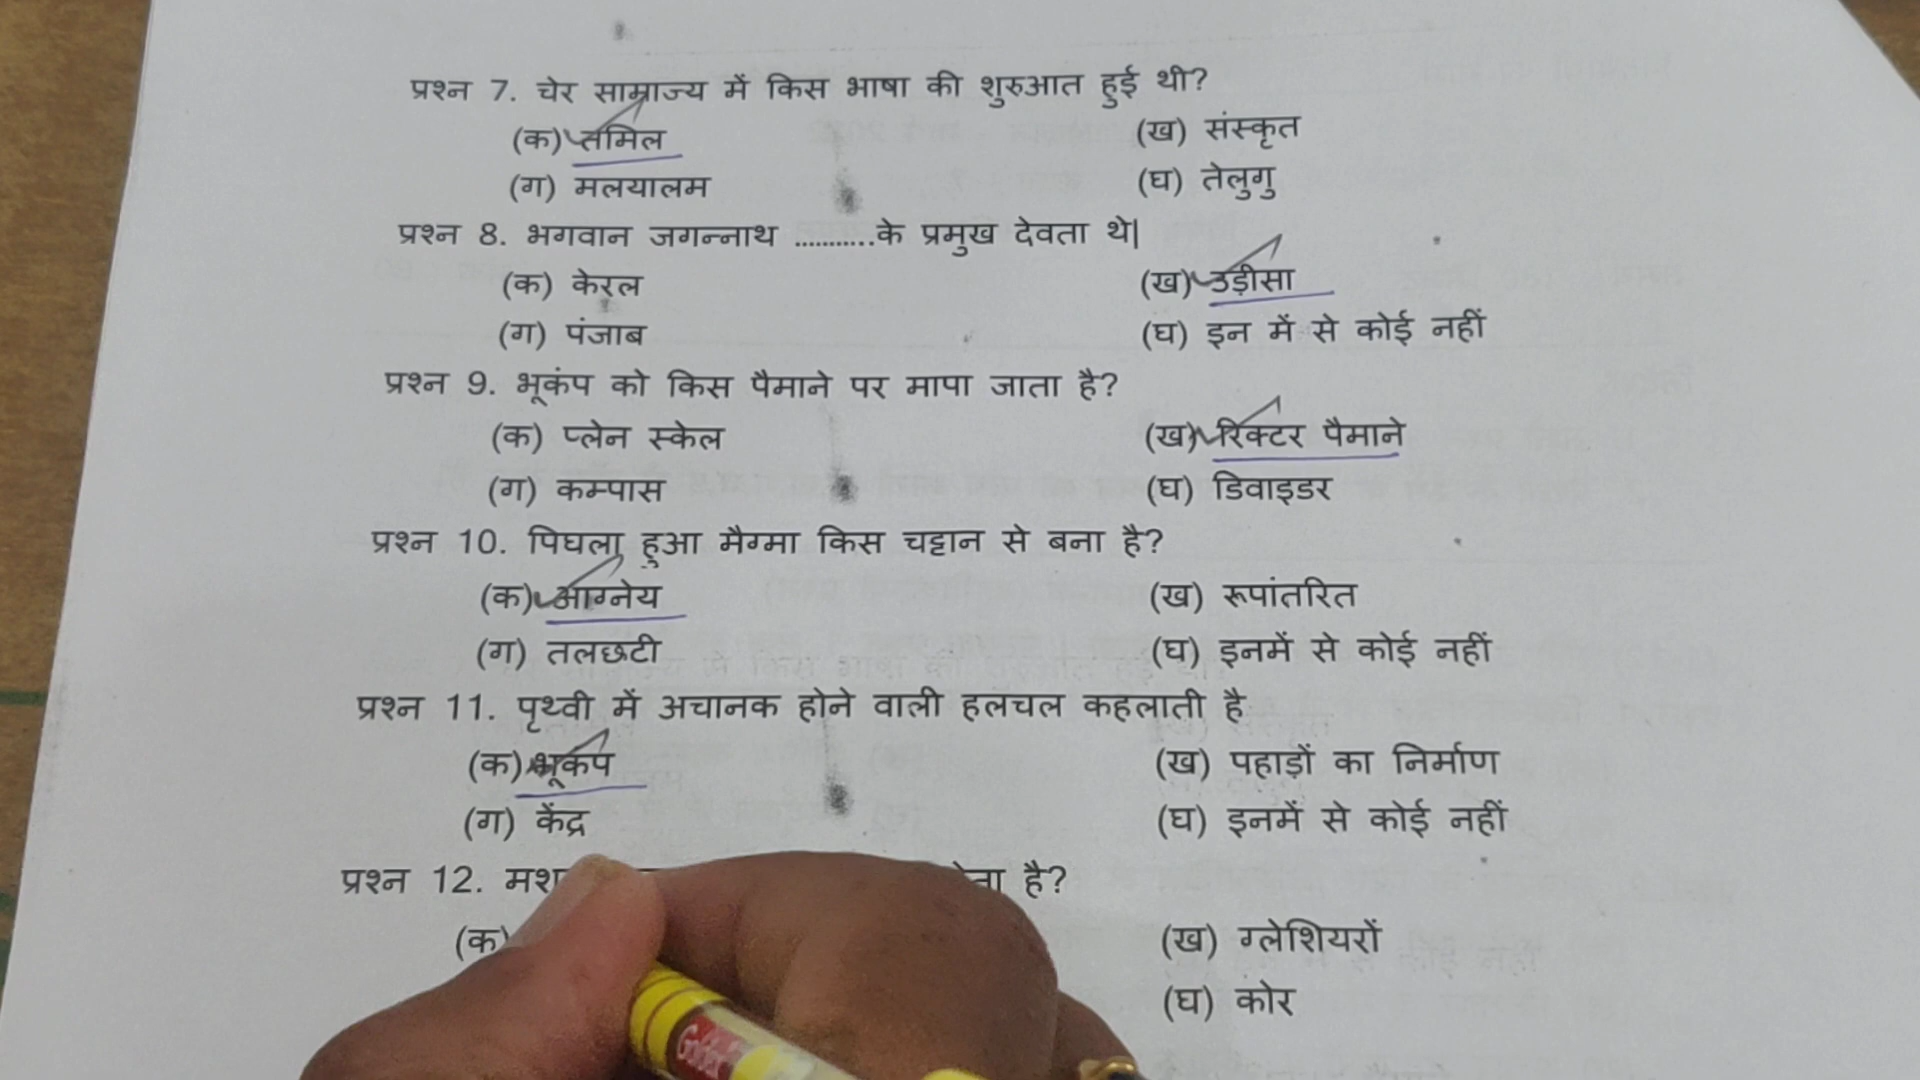 प्रश्न 7. चेर साम्राज्य में किस भाषा की शुरुआत हुई थी?
(क) तमिल (ख) संस्कृत
(ग) मलयालम (घ) तेलुगु
प्रश्न 8. भगवान जगन्नाथ ...........के प्रमुख देवता थे|
(क) केरल (ख) उड़ीसा
(ग) पंजाब (घ) इन में से कोई नहीं
प्रश्न 9. भूकंप को किस पैमाने पर मापा जाता है?
(क) प्लेन स्केल (ख) रिक्टर पैमाने
(ग) कम्पास (घ) डिवाइडर
प्रश्न 10. पिघला हुआ मैग्मा किस चट्टान से बना है?
(क) आग्नेय (ख) रूपांतरित
(ग) तलछटी (घ) इनमें से कोई नहीं
प्रश्न 11. पृथ्वी में अचानक होने वाली हलचल कहलाती है
(क) भूकंप (ख) पहाड़ों का निर्माण
(ग) केंद्र (घ) इनमें से कोई नहीं
प्रश्न 12. है?
(क) (ख) ग्लेशियरों
(घ) कोर